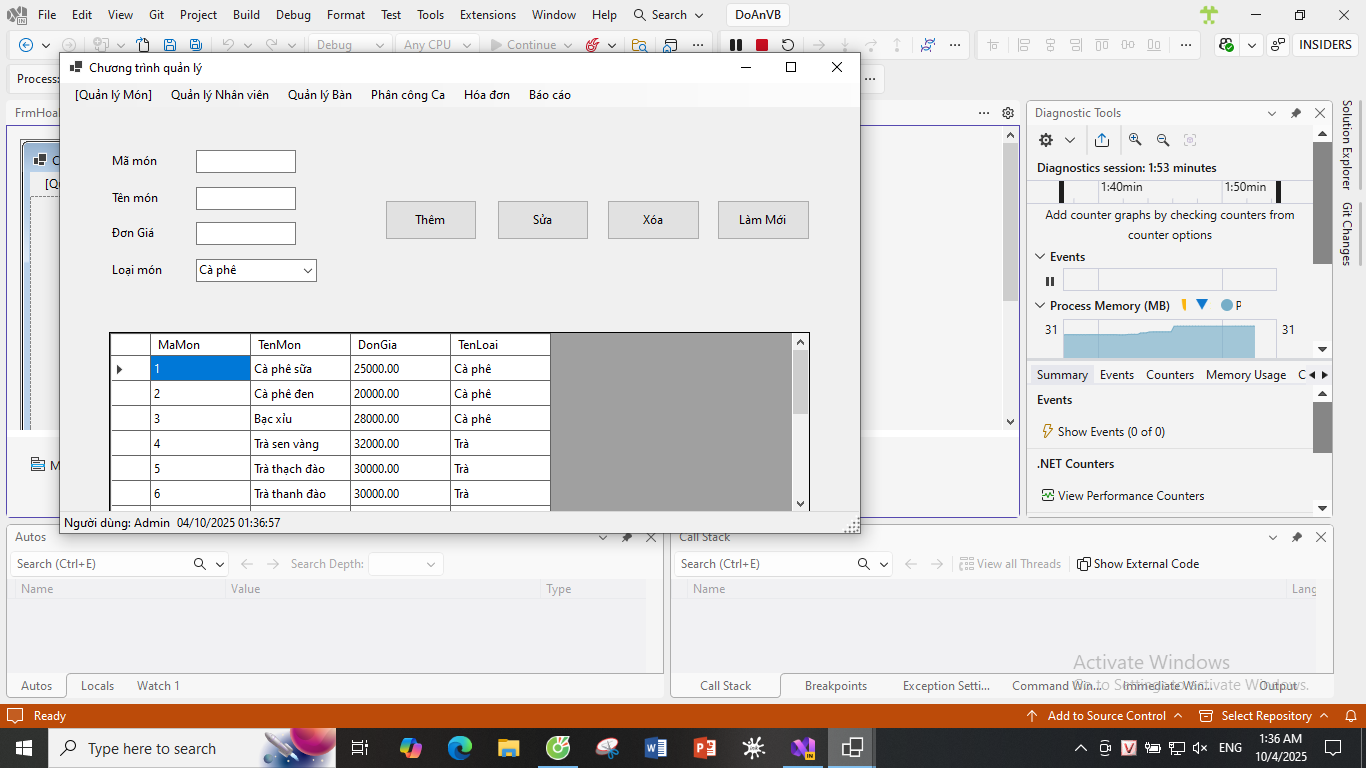 File Edit View Git Project Build Debug Format Test Tools Extensions Window Help Search DoAnVB
Debug Any CPU Continue INSIDERS
Process:
Chương trình quản lý
[Quản lý Món] Quản lý Nhân viên Quản lý Bàn Phân công Ca Hóa đơn Báo cáo
FrmHoa
Mã món
Tên món
Đơn Giá
Loại món Cà phê
Thêm Sửa Xóa Làm Mới
MaMon TenMon DonGia TenLoai
1 Cà phê sữa 25000.00 Cà phê
2 Cà phê đen 20000.00 Cà phê
3 Bạc xỉu 28000.00 Cà phê
4 Trà sen vàng 32000.00 Trà
5 Trà thạch đào 30000.00 Trà
6 Trà thanh đào 30000.00 Trà
Người dùng: Admin 04/10/2025 01:36:57
Diagnostic Tools
Diagnostics session: 1:53 minutes
1:40min 1:50min
Add counter graphs by checking counters from
counter options
Events
Process Memory (MB) P
31 31
Summary Events Counters Memory Usage C
Events
Show Events (0 of 0)
.NET Counters
View Performance Counters
Solution Explorer
Git Changes
Autos
Search (Ctrl+E) Search Depth:
Name Value Type
Autos Locals Watch 1
Call Stack
Search (Ctrl+E) View all Threads Show External Code
Name Lang
Call Stack Breakpoints Exception Setti... Command Win... Immediate Win... Output
Activate Windows
Go to Settings to activate Windows.
Ready Add to Source Control Select Repository
Type here to search
ENG
1:36 AM
10/4/2025